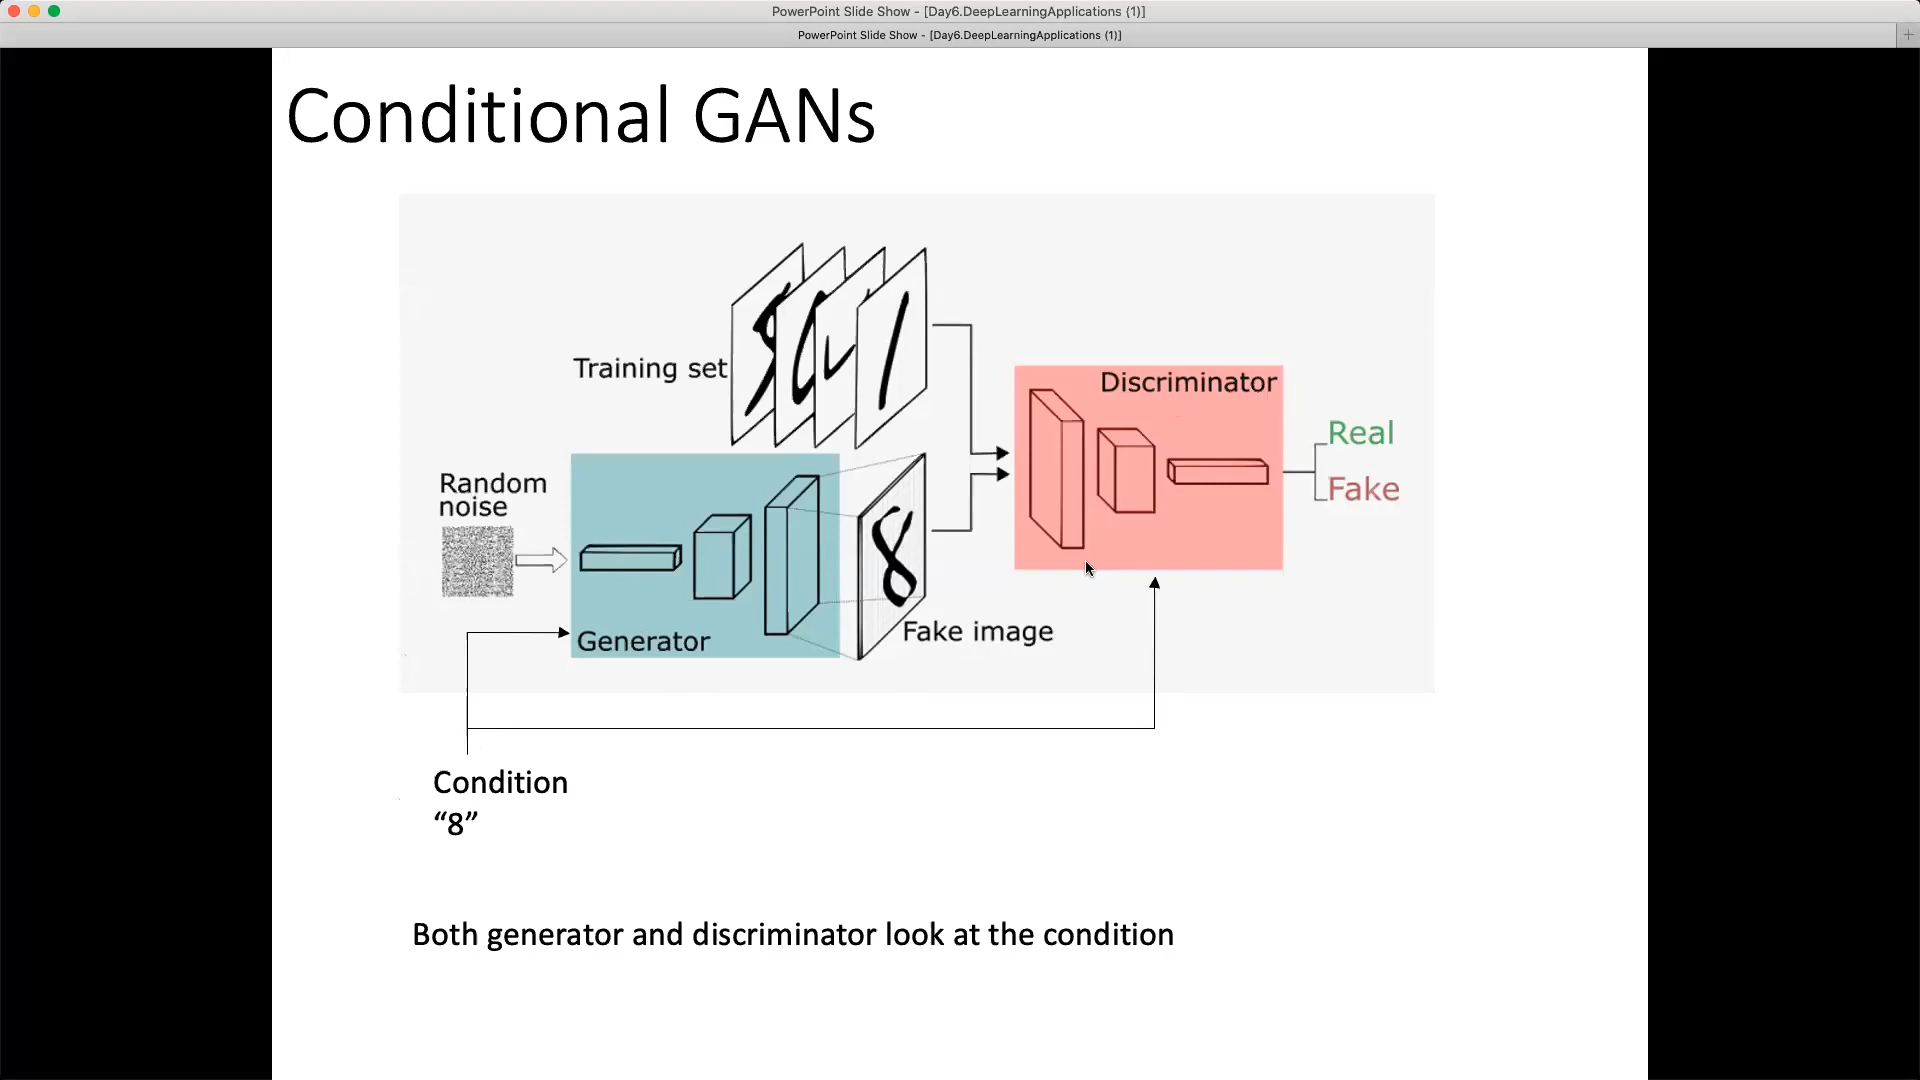 PowerPoint Slide Show - [Day6.DeepLearningApplications (1)]
PowerPoint Slide Show - [Day6.DeepLearningApplications (1)]
Conditional GANs
Training set
Discriminator
Real
Fake
Random
noise
8
Generator
Fake image
Condition
“8”
Both generator and discriminator look at the condition